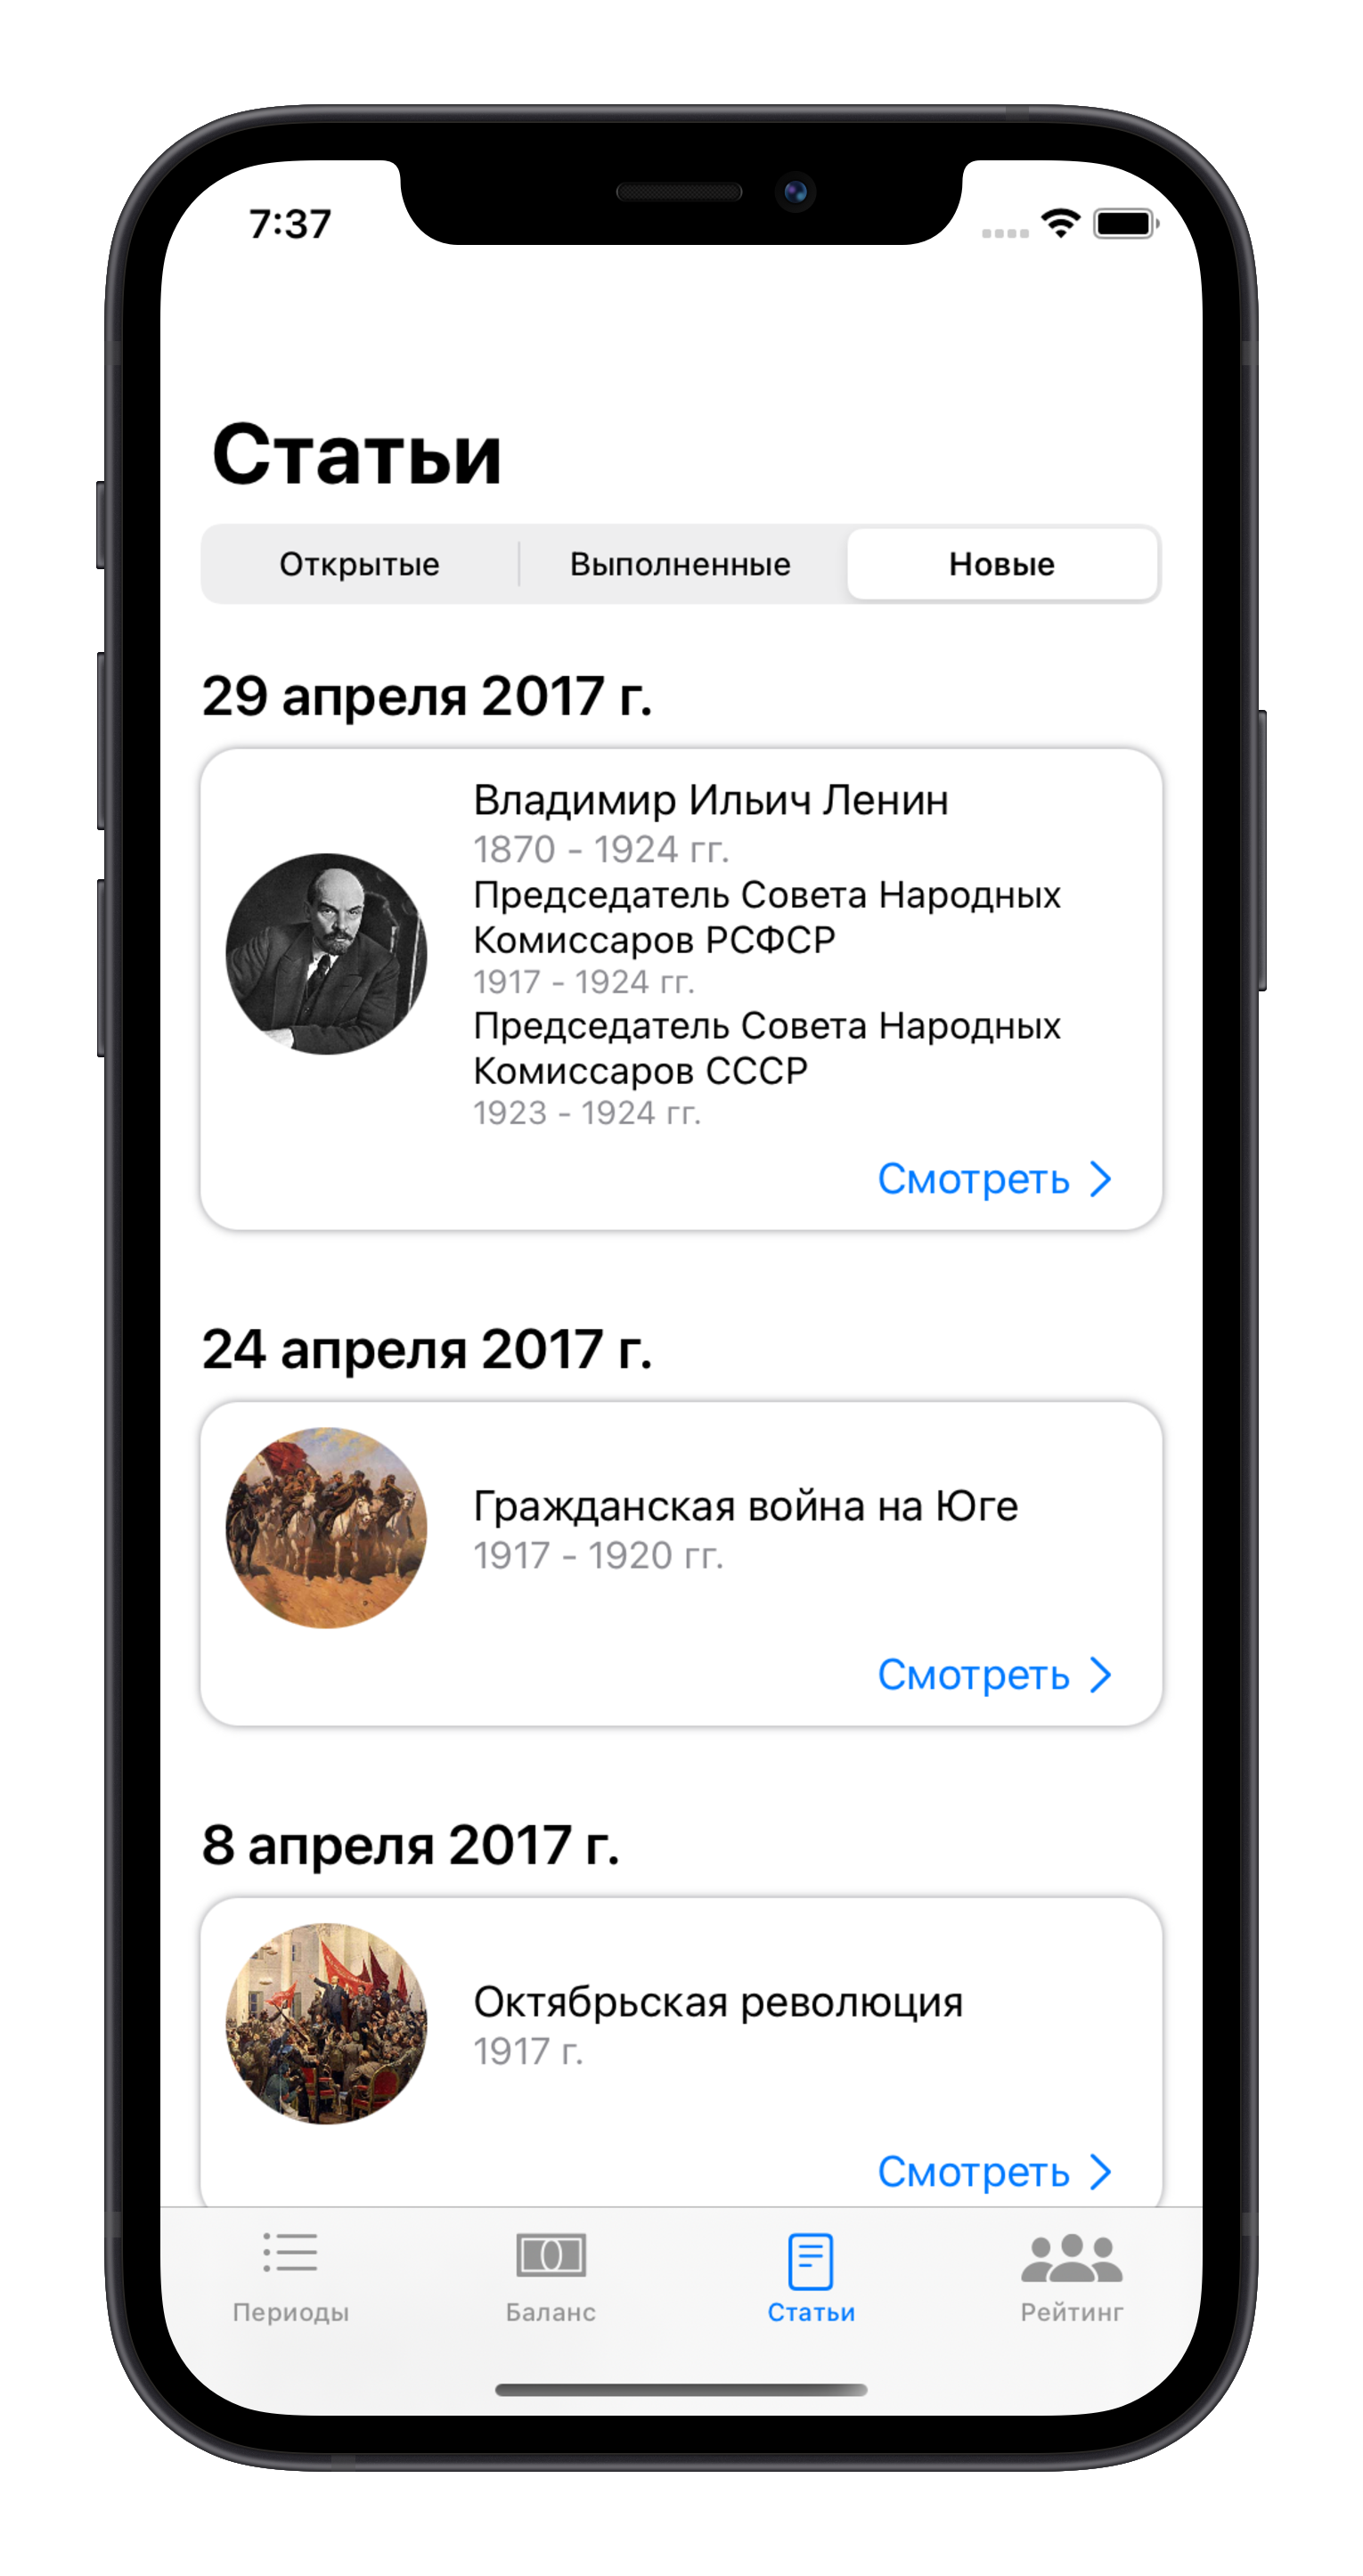 7:37
Статьи
Открытые
Выполненные
Новые
29 апреля 2017 г.
Владимир Ильич Ленин
1870 - 1924 гг.
Председатель Совета Народных
Комиссаров РСФСР
1917 - 1924 гг.
Председатель Совета Народных
Комиссаров СССР
1923 - 1924 гг.
Смотреть
24 апреля 2017 г.
Гражданская война на Юге
1917 - 1920 гг.
Смотреть
8 апреля 2017 г.
Октябрьская революция
1917 г.
Смотреть
Периоды
Баланс
Статьи
Рейтинг